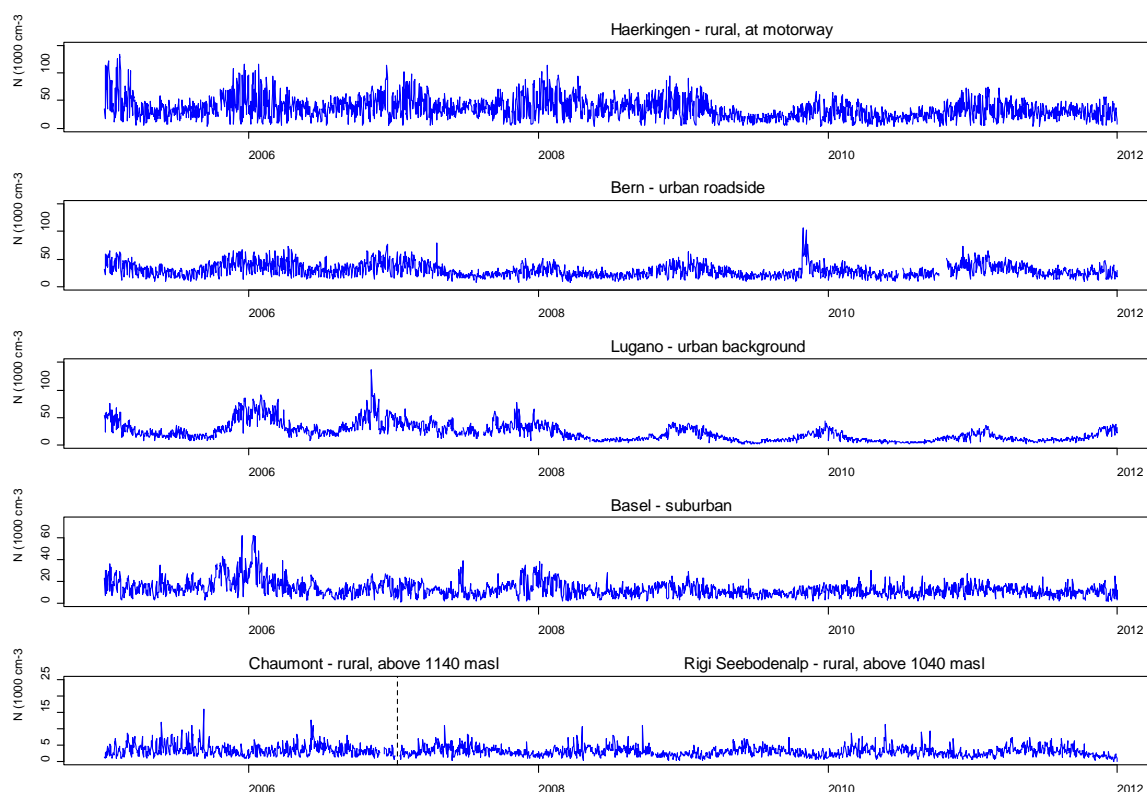 Haerkingen - rural, at motorway
N (1000 cm-3
0 50 100
2006 2008 2010 2012
Bern - urban roadside
N (1000 cm-3
0 50 100
2006 2008 2010 2012
Lugano - urban background
N (1000 cm-3
0 50 100
2006 2008 2010 2012
Basel - suburban
N (1000 cm-3
0 20 40 60
2006 2008 2010 2012
Chaumont - rural, above 1140 masl Rigi Seebodenalp - rural, above 1040 masl
N (1000 cm-3
0 5 15 25
2006 2008 2010 2012